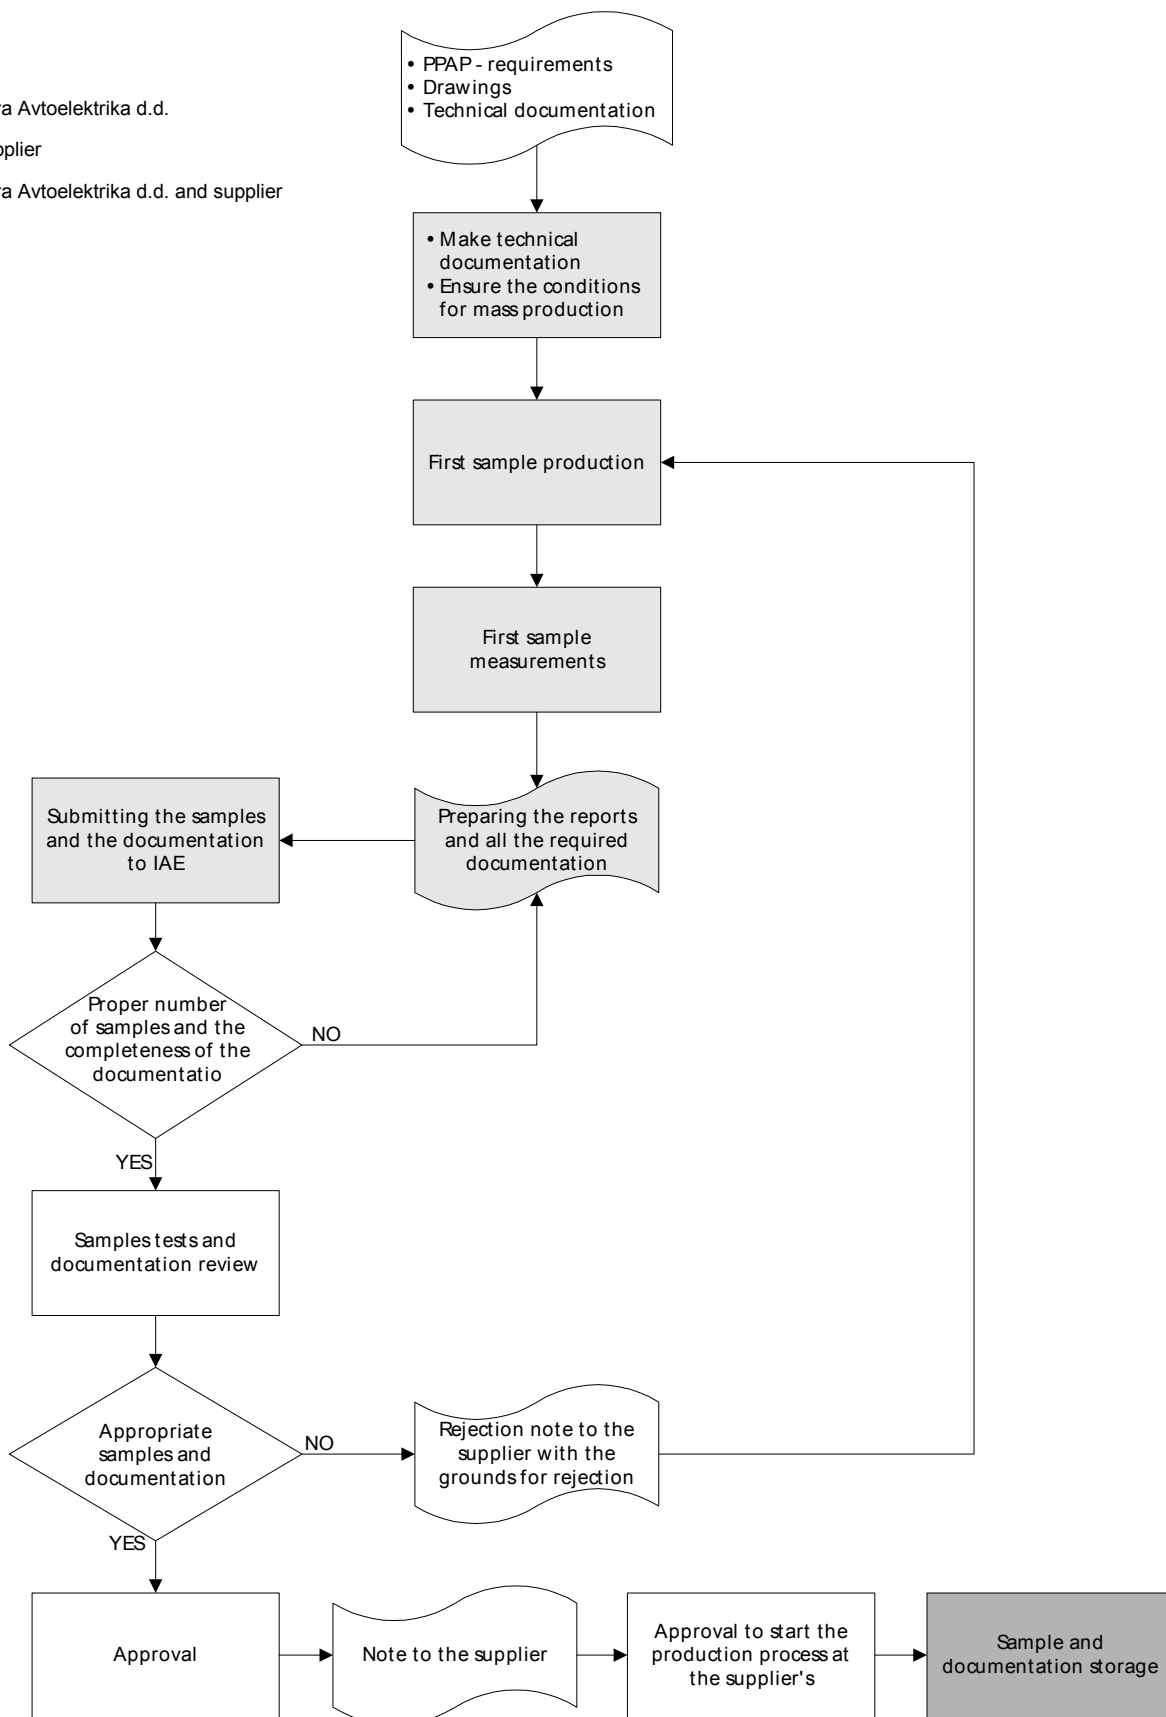 • PPAP - requirements
• Drawings
• Technical documentation
Avtoelektrika d.d.
Avtoelektrika d.d. and supplier
• Make technical
documentation
• Ensure the conditions
for mass production
First sample production
First sample
measurements
Submitting the samples
and the documentation
to IAE
Preparing the reports
and all the required
documentation
Proper number
of samples and the
completeness of the
documentatio
NO
YES
Samples tests and
documentation review
Appropriate
samples and
documentation
NO
Rejection note to the
supplier with the
grounds for rejection
YES
Approval
Note to the supplier
Approval to start the
production process at
the supplier's
Sample and
documentation storage